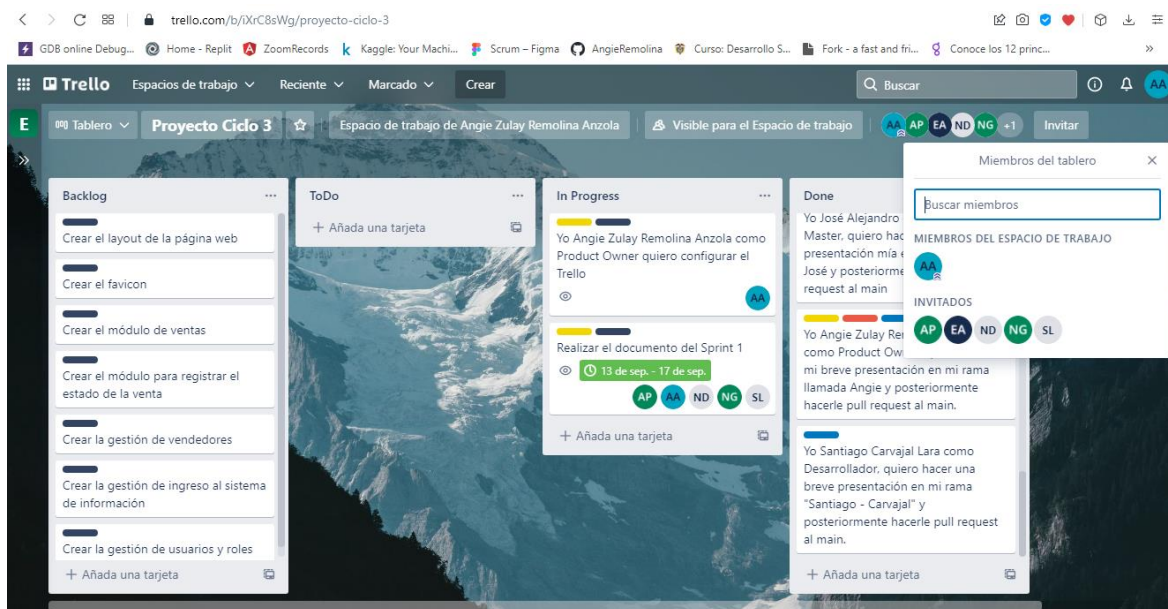 trello.com/b/iXrC8sWg/proyecto-ciclo-3
GDB online Debug... Home - Replit ZoomRecords Kaggle: Your Machi... Scrum – Figma AngieRemolina Curso: Desarrollo S... Fork - a fast and fri... Conoce los 12 princ... »
Trello Espacios de trabajo Reciente Marcado Crear Buscar AA
E Tablero Proyecto Ciclo 3 Espacio de trabajo de Angie Zulay Remolina Anzola Visible para el Espacio de trabajo AA AP EA ND NG +1 Invitar
Backlog
Crear el layout de la página web
Crear el favicon
Crear el módulo de ventas
Crear el módulo para registrar el
estado de la venta
Crear la gestión de vendedores
Crear la gestión de ingreso al sistema
de información
Crear la gestión de usuarios y roles
+ Añada una tarjeta
ToDo
+ Añada una tarjeta
In Progress
Yo Angie Zulay Remolina Anzola como
Product Owner quiero configurar el
Trello
AA
Realizar el documento del Sprint 1
13 de sep. - 17 de sep.
AP AA ND NG SL
+ Añada una tarjeta
Done
Yo José Alejandro
Master, quiero hac
presentación mía e
José y posteriorme
request al main
Yo Angie Zulay Re
como Product Ow
mi breve presentación en mi rama
llamada Angie y posteriormente
hacerle pull request al main.
Yo Santiago Carvajal Lara como
Desarrollador, quiero hacer una
breve presentación en mi rama
"Santiago - Carvajal" y
posteriormente hacerle pull request
al main.
+ Añada una tarjeta
Miembros del tablero
Buscar miembros
MIEMBROS DEL ESPACIO DE TRABAJO
AA
INVITADOS
AP EA ND NG SL